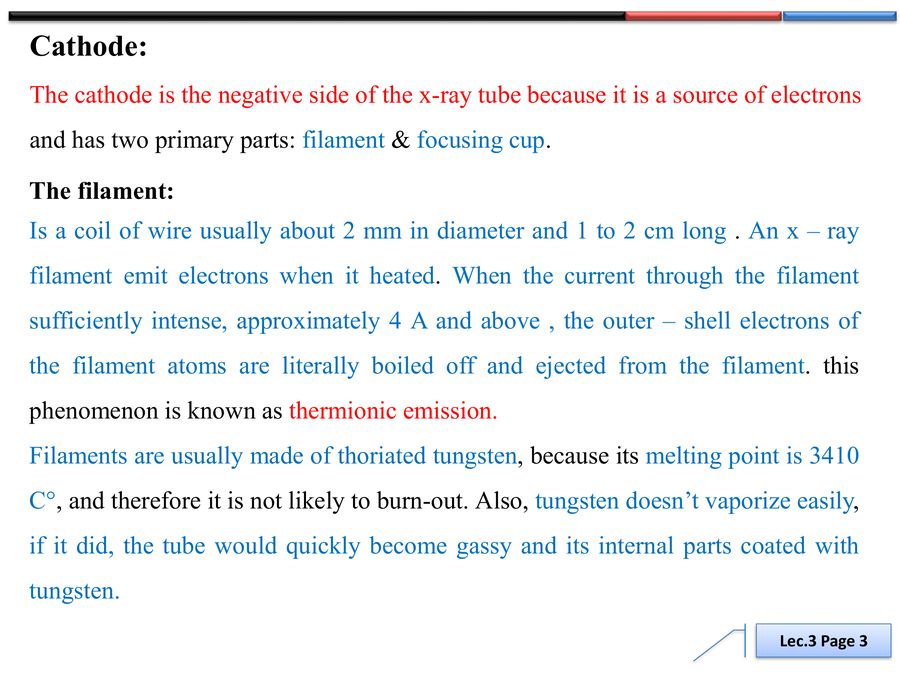 Cathode:
The cathode is the negative side of the x-ray tube because it is a source of electrons
and has two primary parts: filament & focusing cup.
The filament:
Is a coil of wire usually about 2 mm in diameter and 1 to 2 cm long . An x – ray
filament emit electrons when it heated. When the current through the filament
sufficiently intense, approximately 4 A and above , the outer – shell electrons of
the filament atoms are literally boiled off and ejected from the filament. this
phenomenon is known as thermionic emission.
Filaments are usually made of thoriated tungsten, because its melting point is 3410
C°, and therefore it is not likely to burn-out. Also, tungsten doesn’t vaporize easily,
if it did, the tube would quickly become gassy and its internal parts coated with
tungsten.
Lec.3 Page 3